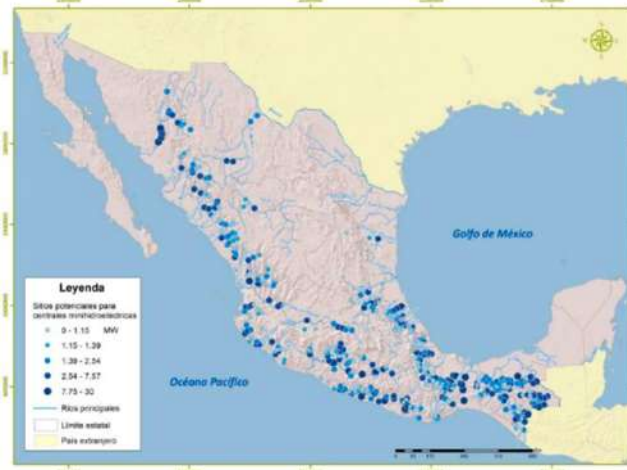 Golfo de México
Leyenda
Sitios potenciales para
centrales minihidroeléctricas
0 - 1.15 MW
1.15 - 1.39
1.39 - 2.54
2.54 - 7.57
7.75 - 30
Ríos principales
Límite estatal
País extranjero
Océano Pacífico